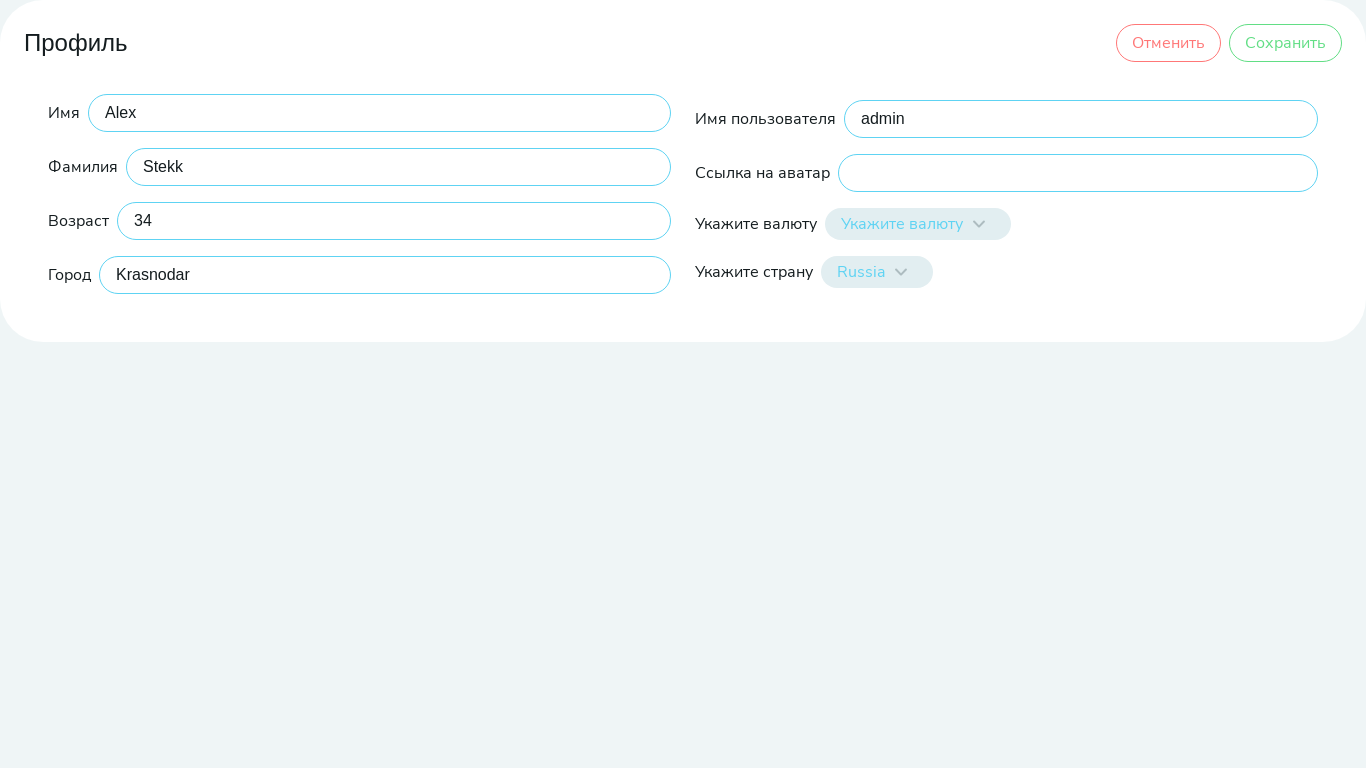 Профиль
Отменить
Сохранить
Имя
Alex
Фамилия
Stekk
Возраст
34
Город
Krasnodar
Имя пользователя
admin
Ссылка на аватар
Укажите валюту
Укажите валюту
Укажите страну
Russia